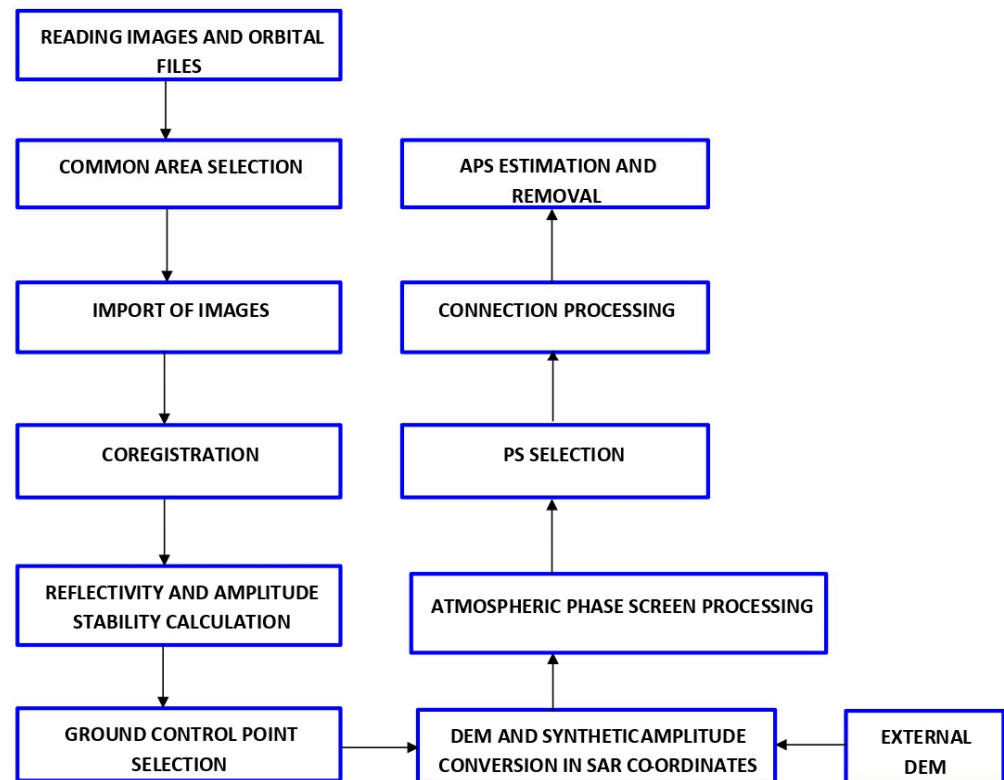 READING IMAGES AND ORBITAL
FILES
COMMON AREA SELECTION
IMPORT OF IMAGES
COREGISTRATION
REFLECTIVITY AND AMPLITUDE
STABILITY CALCULATION
GROUND CONTROL POINT
SELECTION
DEM AND SYNTHETIC AMPLITUDE
CONVERSION IN SAR CO-ORDINATES
EXTERNAL
DEM
ATMOSPHERIC PHASE SCREEN PROCESSING
PS SELECTION
CONNECTION PROCESSING
APS ESTIMATION AND
REMOVAL